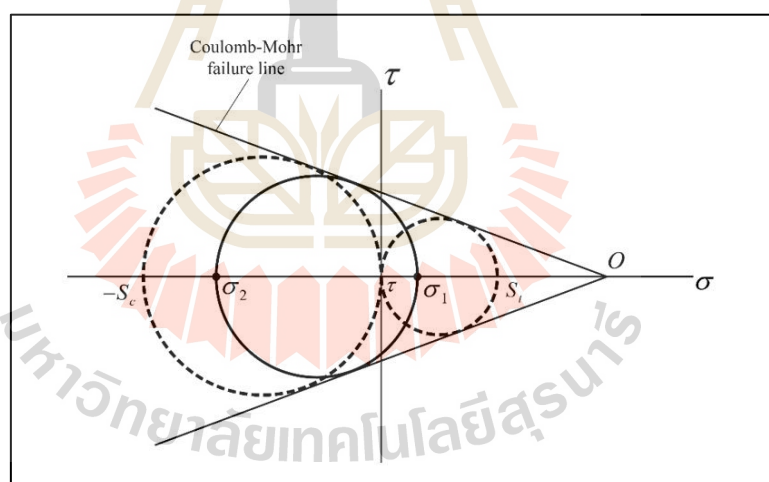 Coulomb-Mohr
failure line
τ
O
-S_c
σ_2
τ
σ_1
S_t
σ
มหาวิทยาลัยเทคโนโลยีสุรนารี